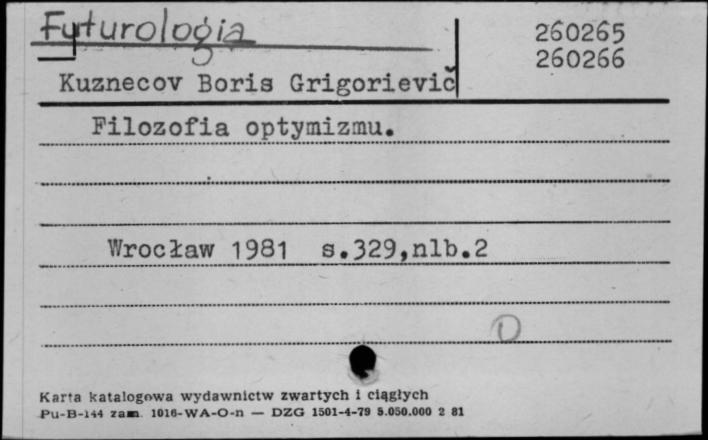 Futurologia
260265
260266
Kuznecov Boris Grigorievič
Filozofia optymizmu.
Wrocław 1981 s.329,nlb.2
D
Karta katalogowa wydawnictw zwartych i ciągłych
Pu-B-144 zam. 1016-WA-O-n — DZG 1501-4-79 5.050.000 2 81